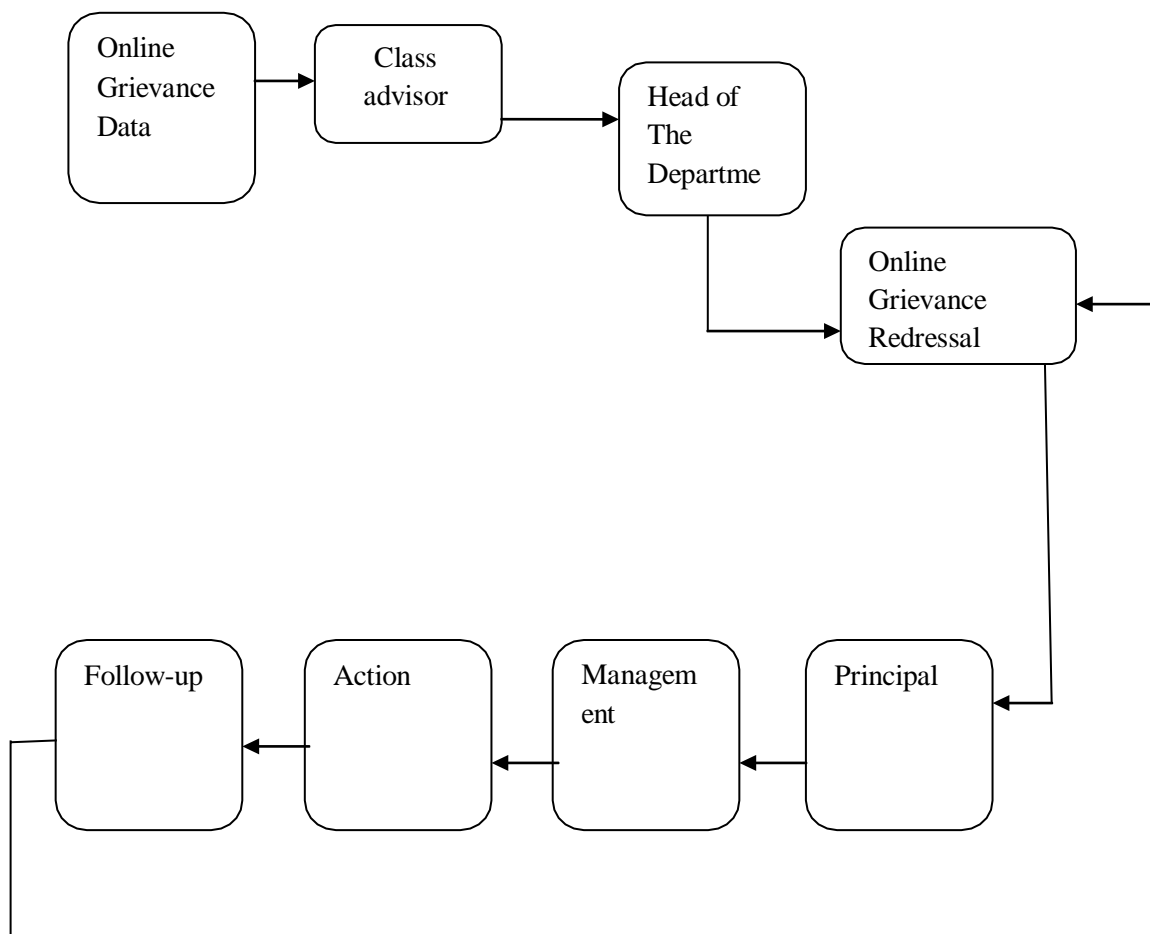 Online
Grievance
Data
Class
advisor
Head of
The
Departme
Online
Grievance
Redressal
Follow-up
Action
Managem
ent
Principal